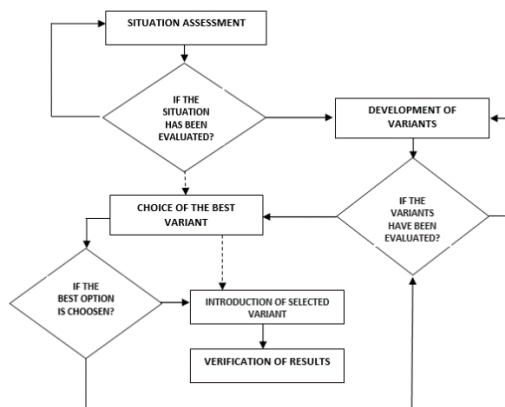 SITUATION ASSESSMENT
IF THE
SITUATION
HAS BEEN
EVALUATED?
DEVELOPMENT OF
VARIANTS
CHOICE OF THE BEST
VARIANT
IF THE
VARIANTS
HAVE BEEN
EVALUATED?
IF THE
BEST OPTION
IS CHOOSEN?
INTRODUCTION OF SELECTED
VARIANT
VERIFICATION OF RESULTS